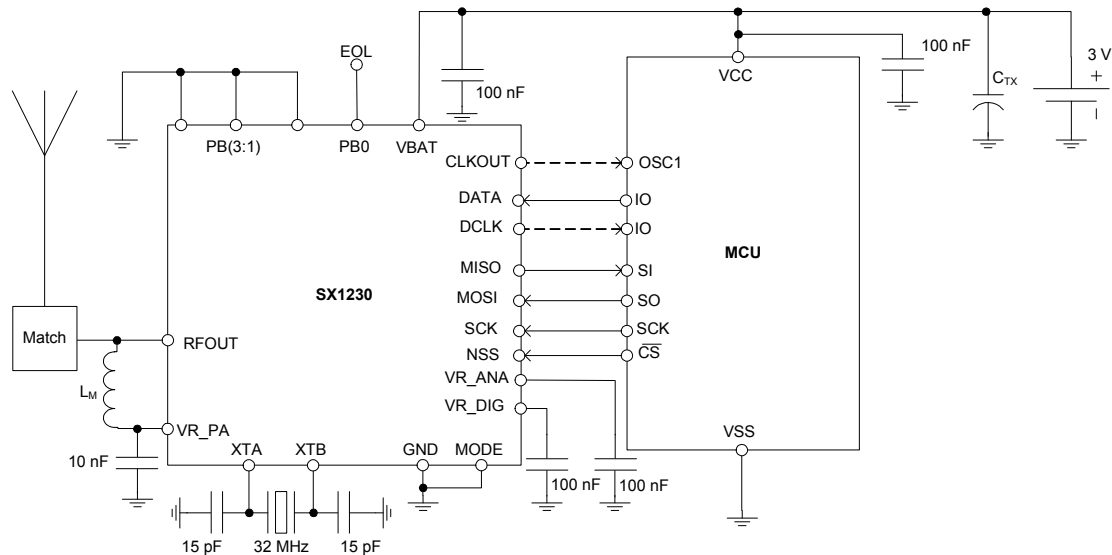 EOL
100 nF
VCC
100 nF
C_TX
3 V
+
PB(3:1)
PB0
VBAT
CLKOUT
OSC1
DATA
IO
DCLK
IO
MCU
MISO
SI
SX1230
MOSI
SO
Match
RFOUT
SCK
SCK
NSS
CS
VR_ANA
L_M
VR_DIG
VR_PA
VSS
10 nF
XTA
XTB
GND
MODE
100 nF
100 nF
15 pF
32 MHz
15 pF